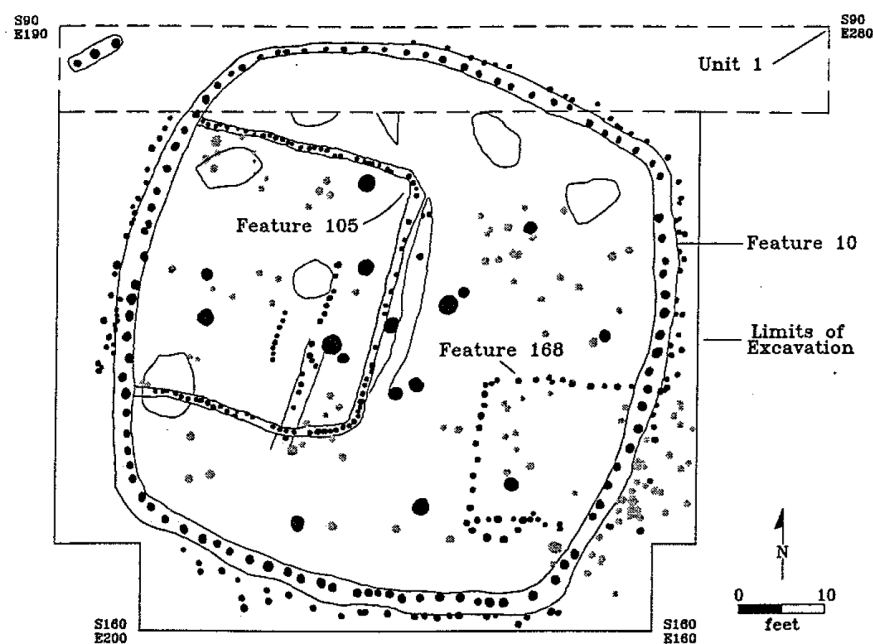 S90
E190
S90
E280
Unit 1
Feature 105
Feature 10
Limits of
Excavation
Feature 168
N
0 10
feet
S160
E200
S160
E160